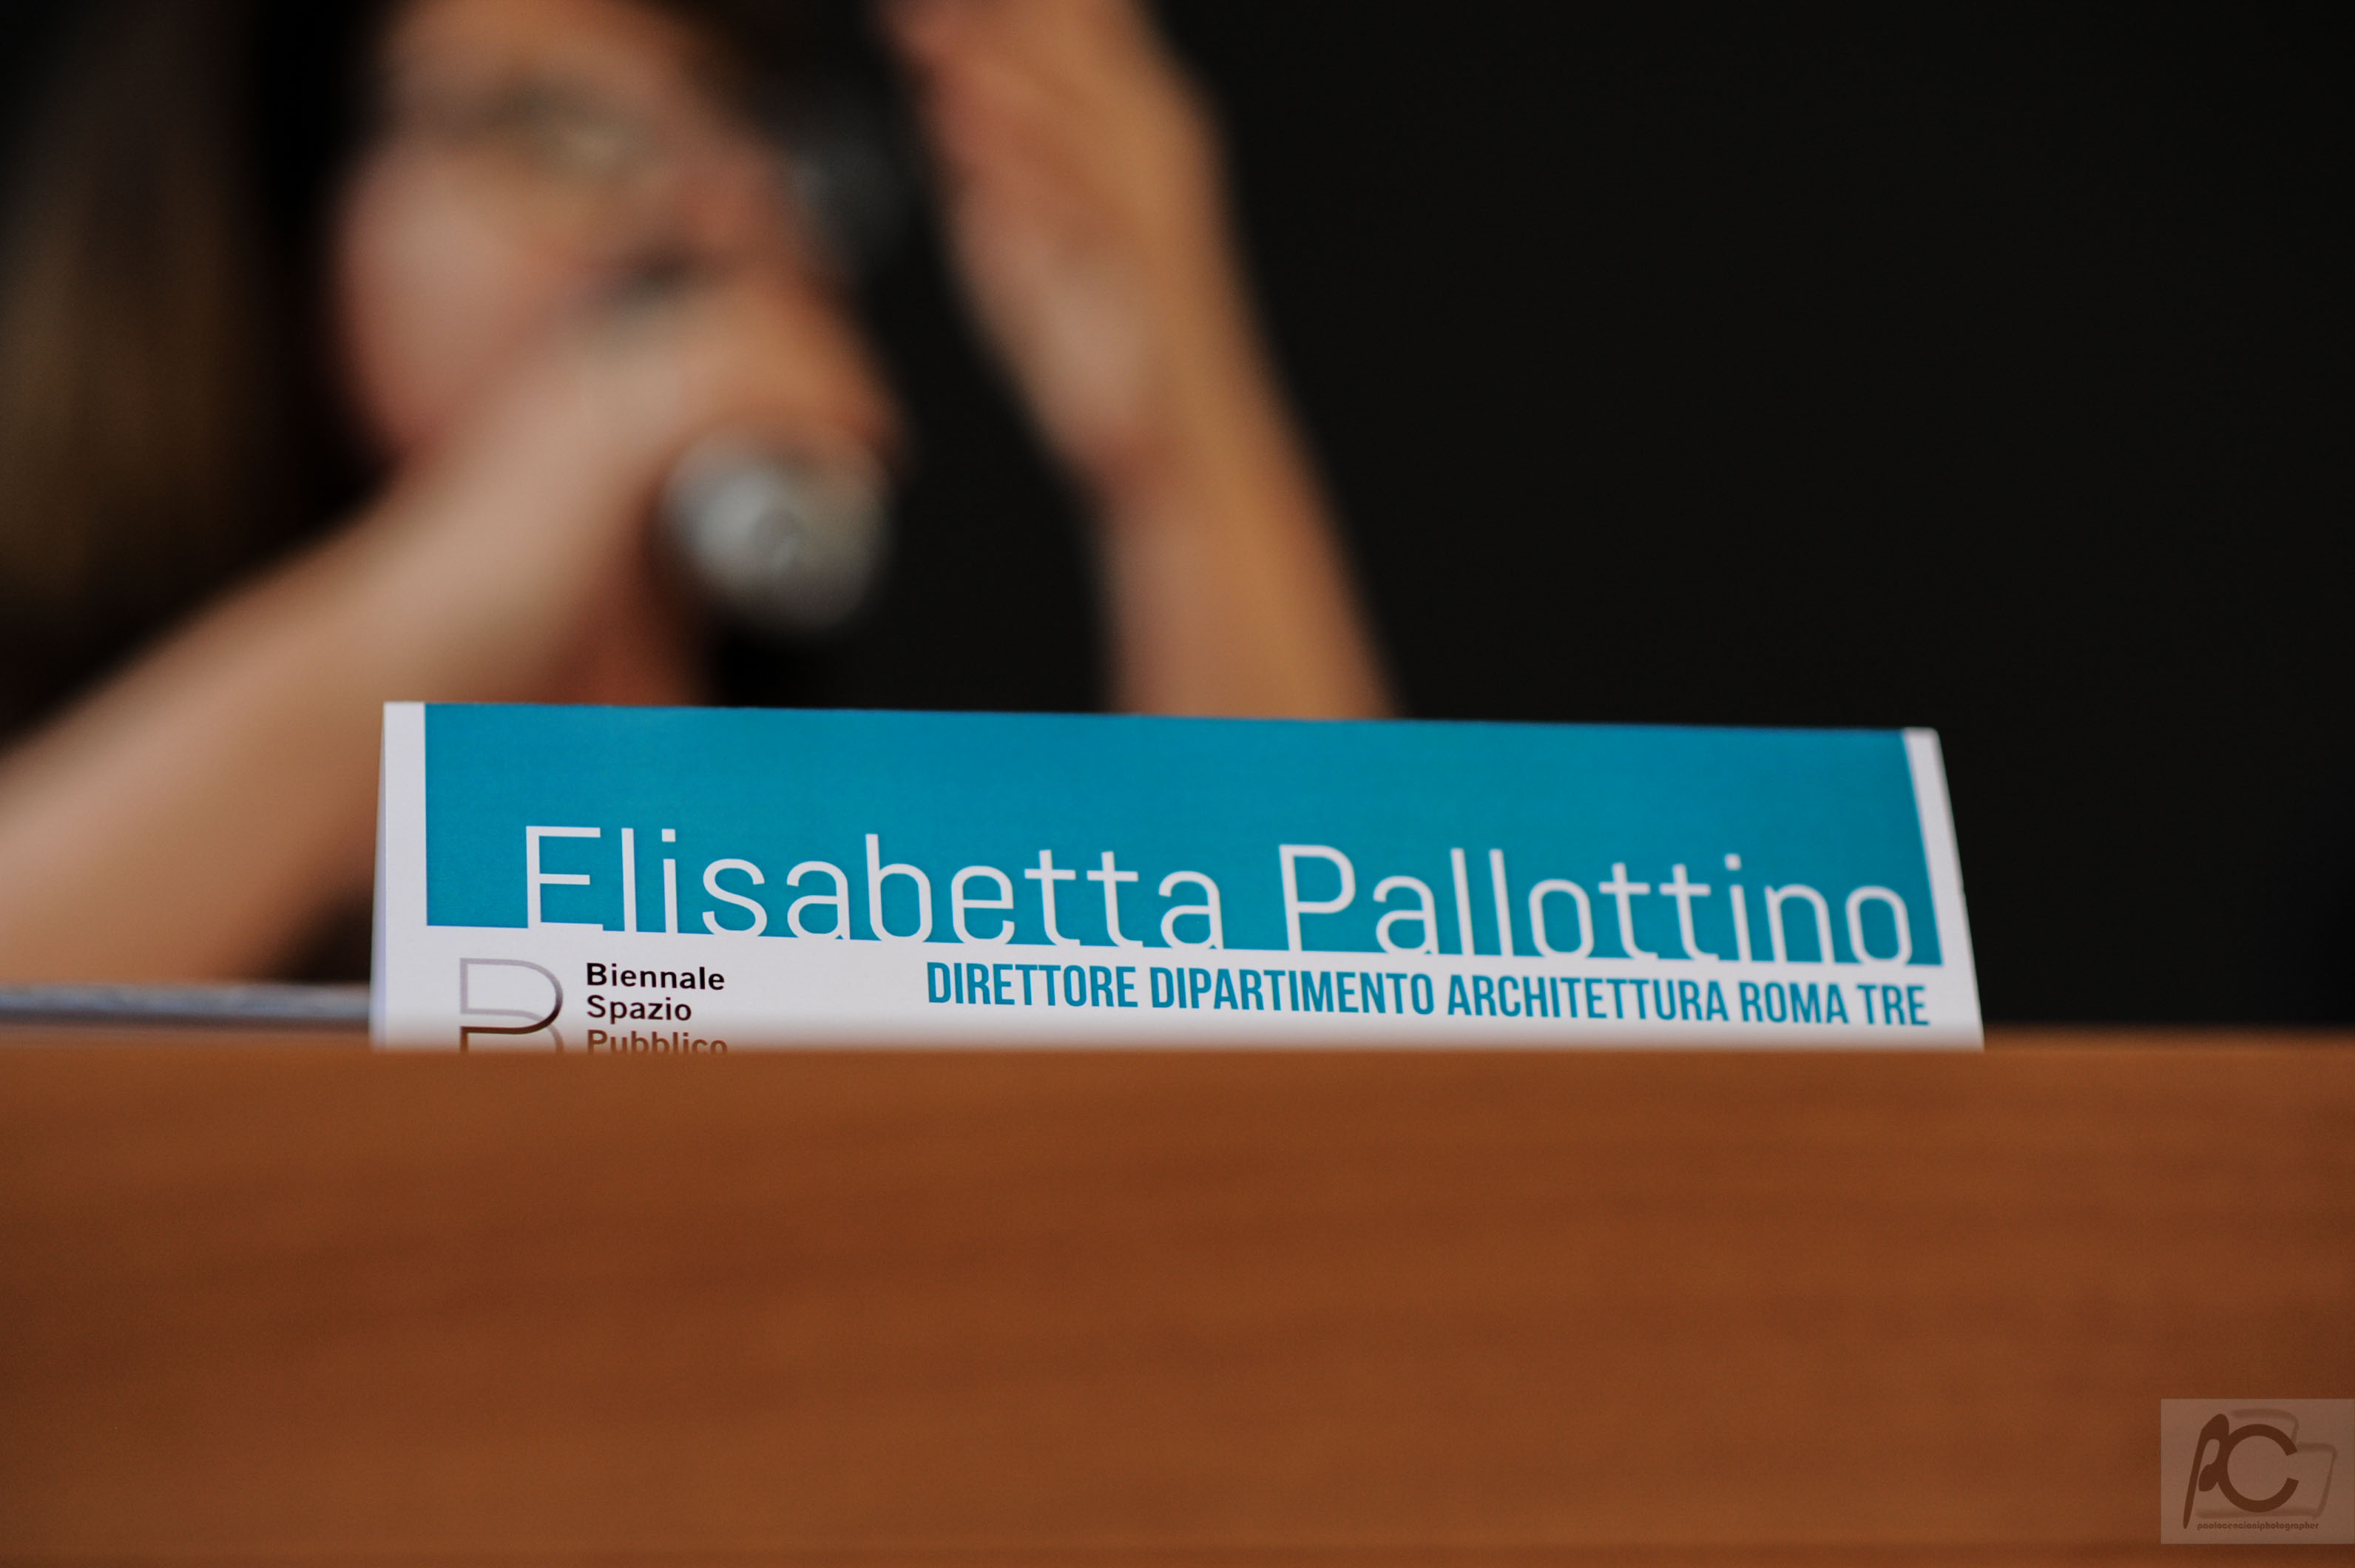 Elisabetta Pallottino
DIRETTORE DIPARTIMENTO ARCHITETTURA ROMA TRE
Biennale
Spazio
Pubblico